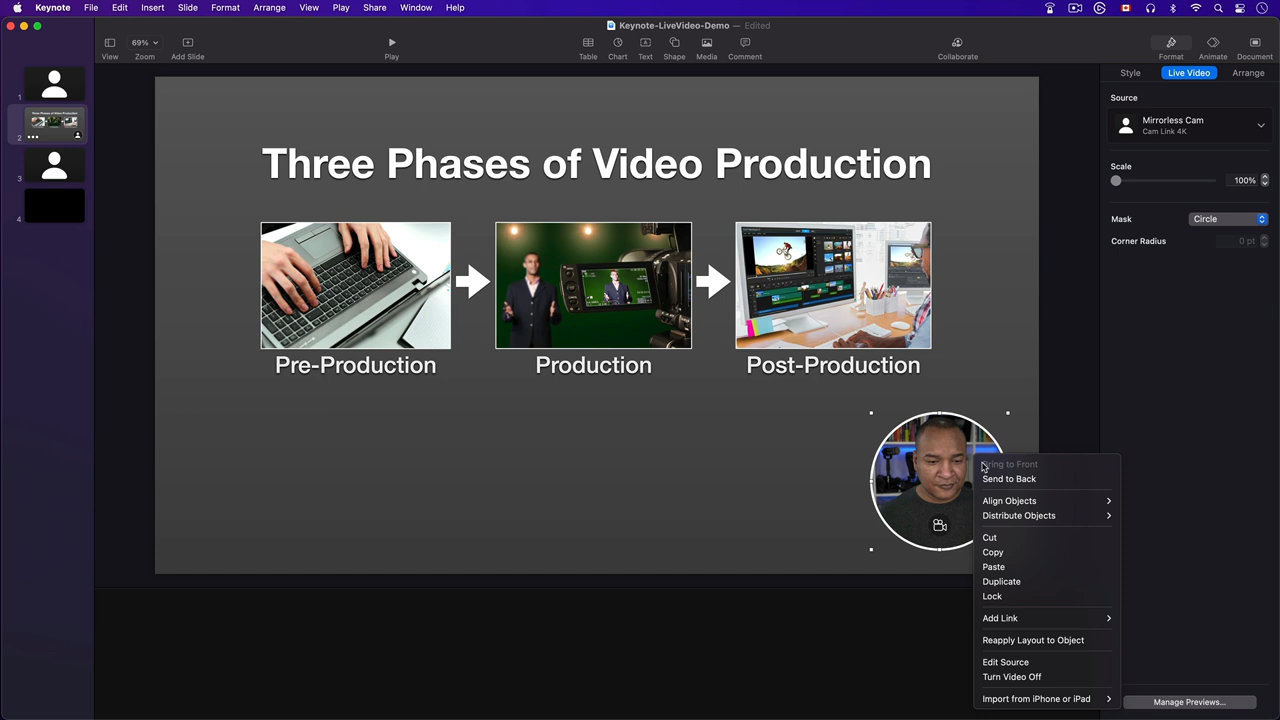 Keynote File Edit Insert Slide Format Arrange View Play Share Window Help
Keynote-LiveVideo-Demo — Edited
69%
View Zoom Add Slide Play Table Chart Text Shape Media Comment Collaborate Format Animate Document
Style Live Video Arrange
1
2
3
4
Three Phases of Video Production
Pre-Production Production Post-Production
Source
Mirrorless Cam
Cam Link 4K
Scale
100%
Mask Circle
Corner Radius 0 pt
Bring to Front
Send to Back
Align Objects
Distribute Objects
Cut
Copy
Paste
Duplicate
Lock
Add Link
Reapply Layout to Object
Edit Source
Turn Video Off
Import from iPhone or iPad
Manage Previews...